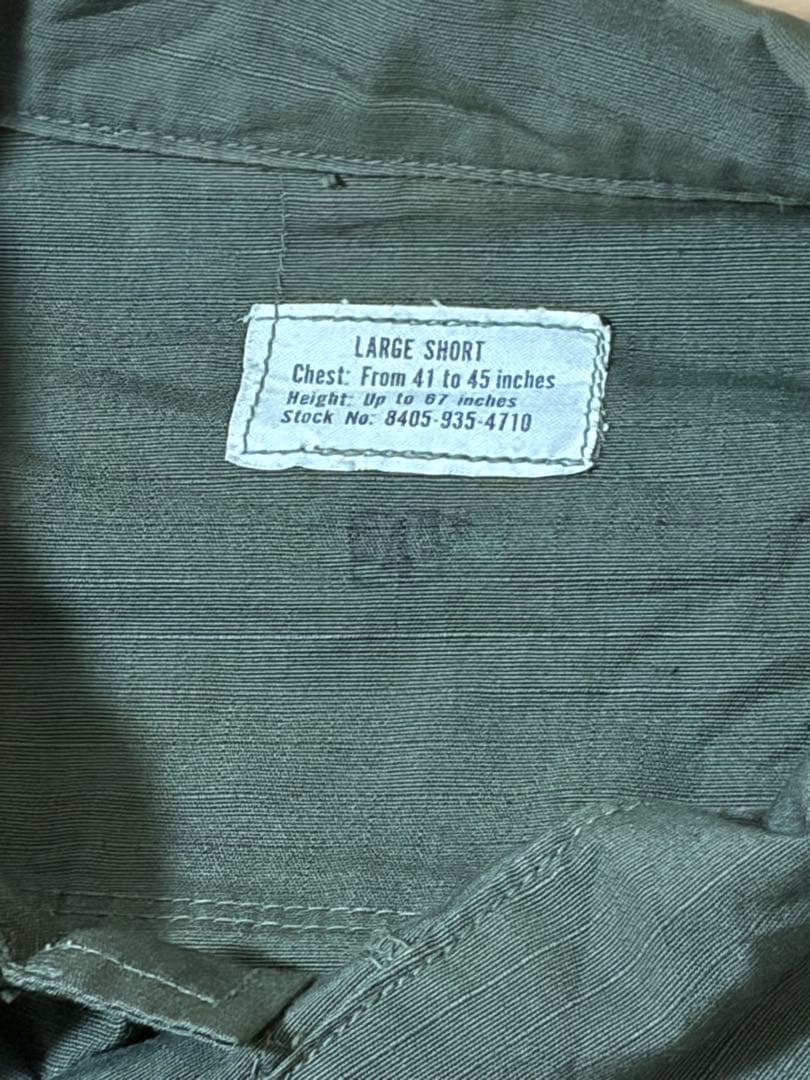 LARGE SHORT
Chest: From 41 to 45 inches
Height: Up to 67 inches
Stock No: 8405-935-4710